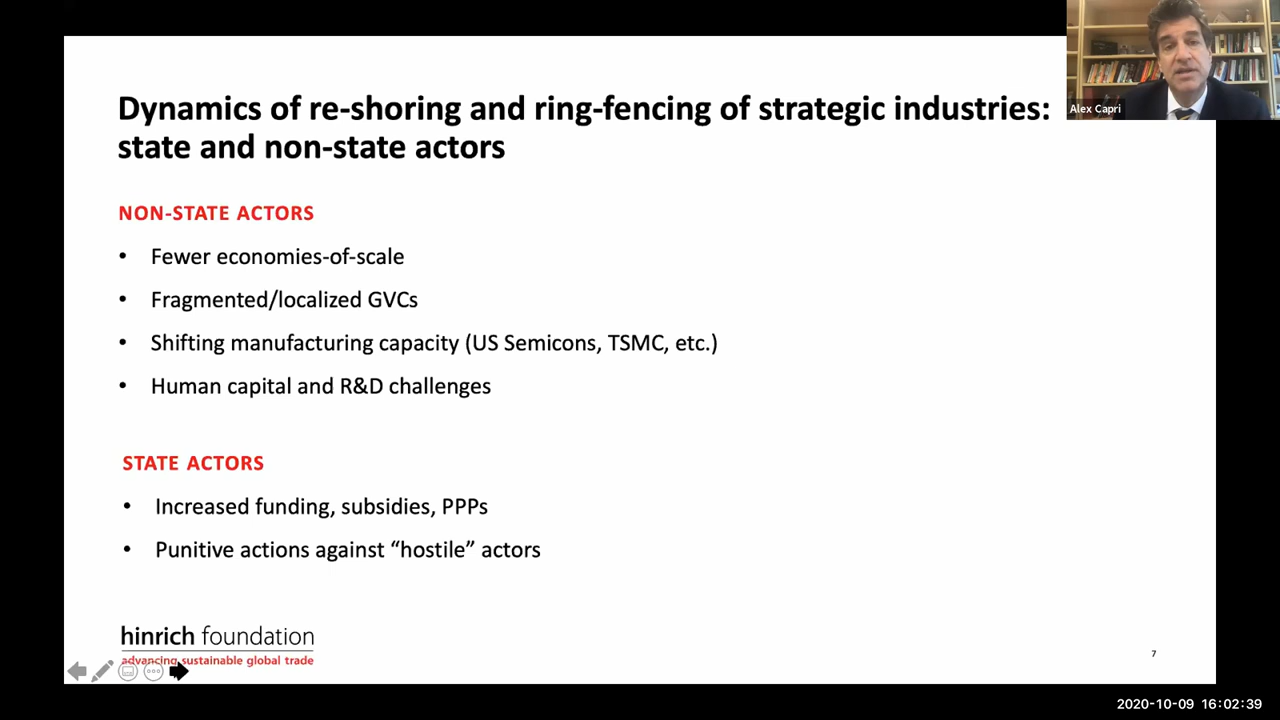 Dynamics of re-shoring and ring-fencing of strategic industries:
state and non-state actors
Alex Capri
NON-STATE ACTORS
• Fewer economies-of-scale
• Fragmented/localized GVCs
• Shifting manufacturing capacity (US Semicons, TSMC, etc.)
• Human capital and R&D challenges
STATE ACTORS
• Increased funding, subsidies, PPPs
• Punitive actions against “hostile” actors
hinrich foundation
advancing sustainable global trade
7
2020-10-09 16:02:39